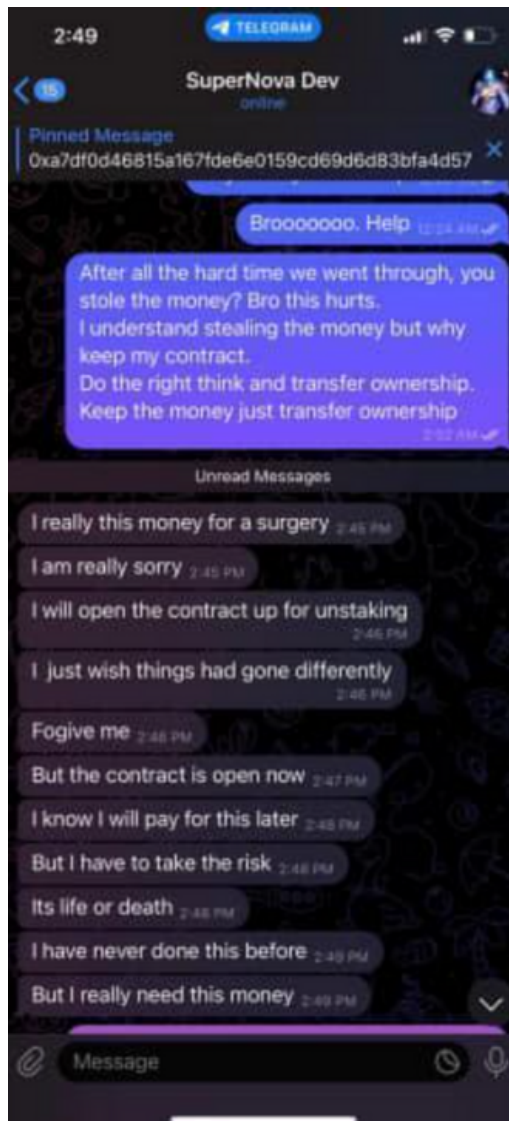 2:49
TELEGRAM
15
SuperNova Dev
online
Pinned Message
0xa7df0d46815a167fde6e0159cd69d6d83bfa4d57
Brooooooo. Help
After all the hard time we went through, you
stole the money? Bro this hurts.
I understand stealing the money but why
keep my contract.
Do the right think and transfer ownership.
Keep the money just transfer ownership
2:52 AM
Unread Messages
I really this money for a surgery 2:45 PM
I am really sorry 2:45 PM
I will open the contract up for unstaking
2:46 PM
I just wish things had gone differently
2:46 PM
Fogive me 2:46 PM
But the contract is open now 2:47 PM
I know I will pay for this later 2:48 PM
But I have to take the risk 2:48 PM
Its life or death 2:48 PM
I have never done this before 2:49 PM
But I really need this money 2:49 PM
Message